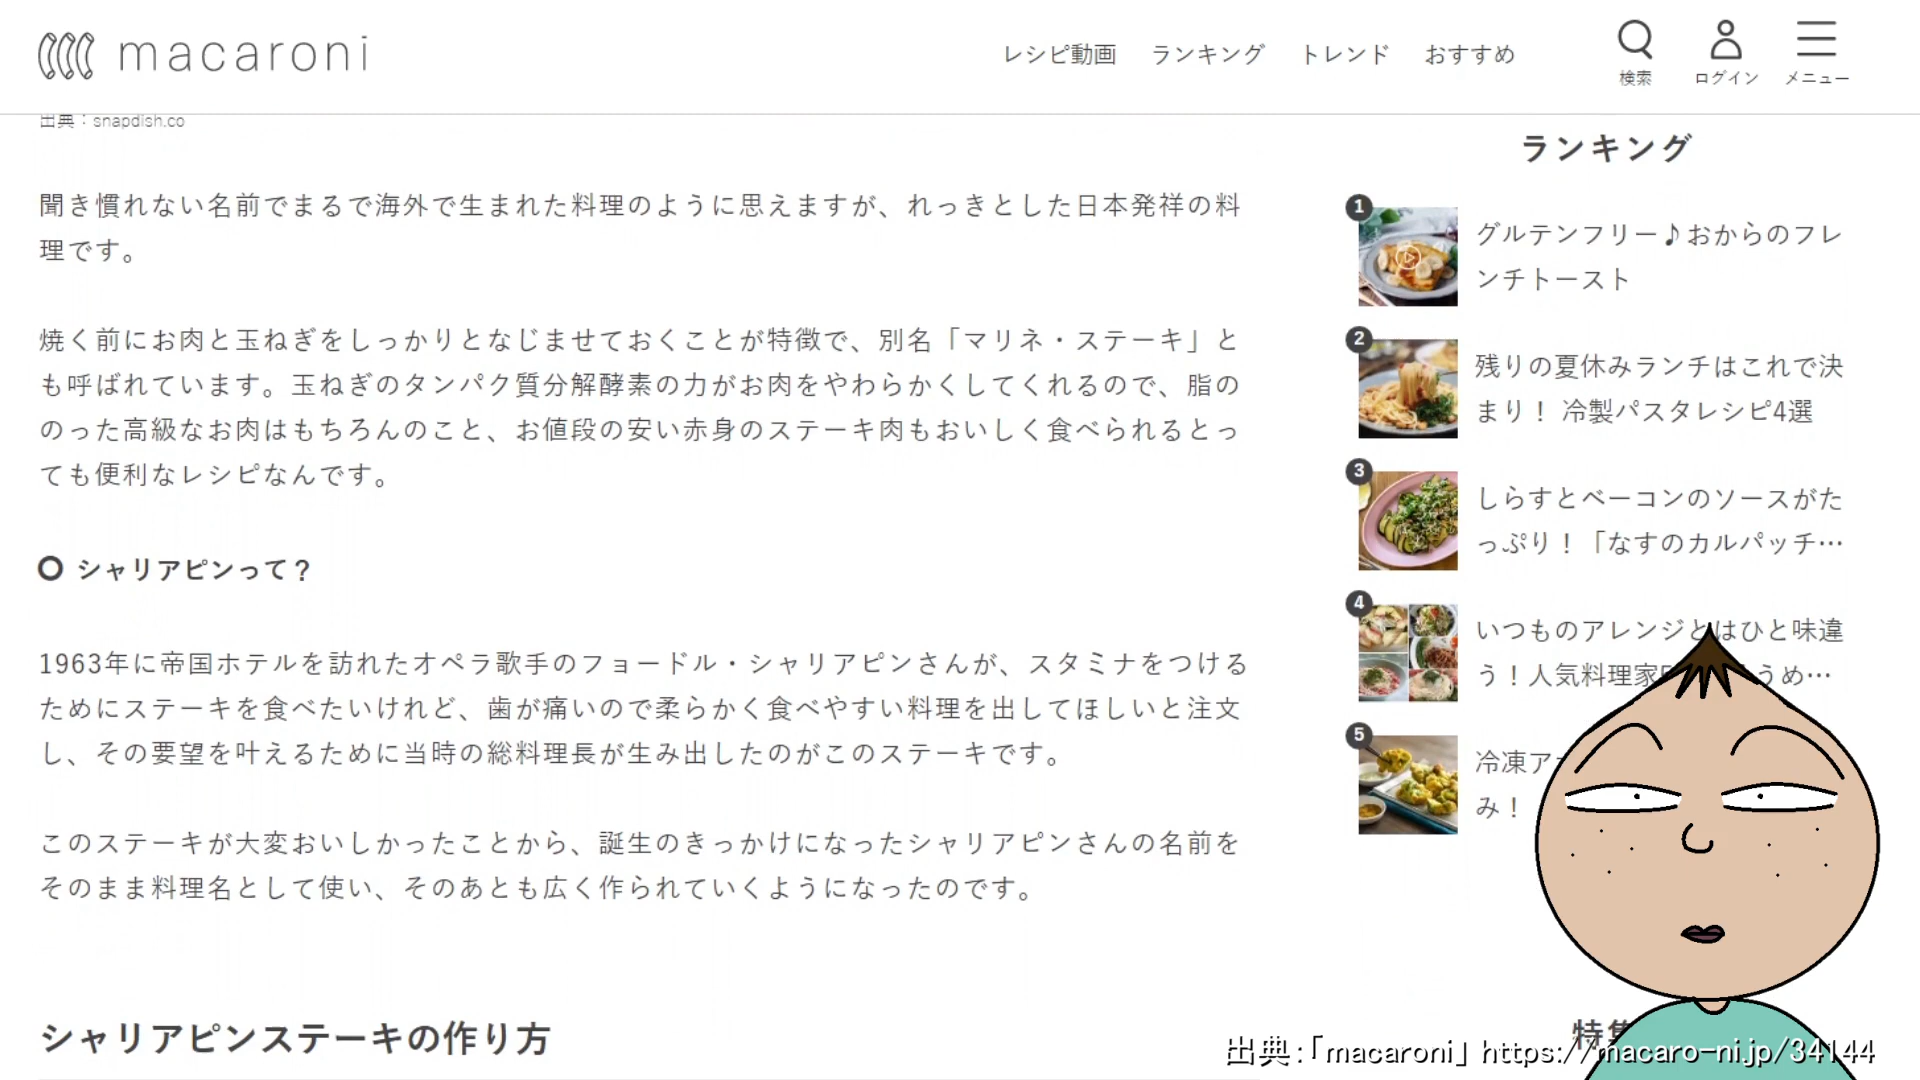 macaroni
レシピ動画 ランキング トレンド おすすめ
検索 ログイン メニュー
出典：snapdish.co
聞き慣れない名前でまるで海外で生まれた料理のように思えますが、れっきとした日本発祥の料
理です。
焼く前にお肉と玉ねぎをしっかりとなじませておくことが特徴で、別名「マリネ・ステーキ」と
も呼ばれています。玉ねぎのタンパク質分解酵素の力がお肉をやわらかくしてくれるので、脂の
のった高級なお肉はもちろんのこと、お値段の安い赤身のステーキ肉もおいしく食べられるとっ
ても便利なレシピなんです。
シャリアピンって？
1963年に帝国ホテルを訪れたオペラ歌手のフョードル・シャリアピンさんが、スタミナをつける
ためにステーキを食べたいけれど、歯が痛いので柔らかく食べやすい料理を出してほしいと注文
し、その要望を叶えるために当時の総料理長が生み出したのがこのステーキです。
このステーキが大変おいしかったことから、誕生のきっかけになったシャリアピンさんの名前を
そのまま料理名として使い、そのあとも広く作られていくようになったのです。
シャリアピンステーキの作り方
ランキング
1
グルテンフリー♪おからのフレ
ンチトースト
2
残りの夏休みランチはこれで決
まり！ 冷製パスタレシピ4選
3
しらすとベーコンのソースがた
っぷり！「なすのカルパッチ…
4
いつものアレンジとはひと味違
う！人気料理家 うめ…
5
冷凍ア
み！
特集
出典：「macaroni」 https://macaro-ni.jp/34144